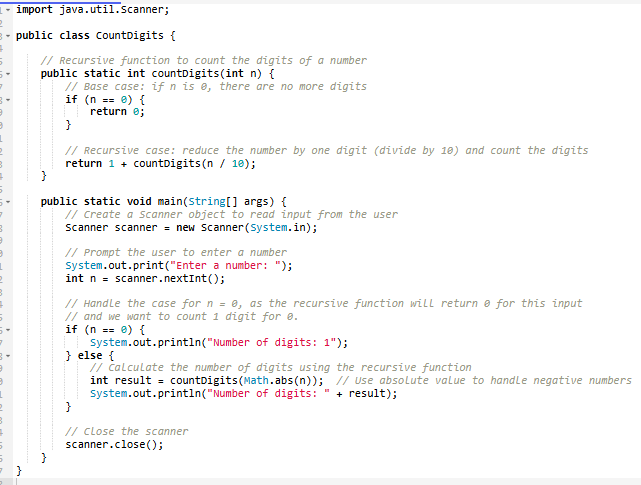 import java.util.Scanner;
public class CountDigits {
// Recursive function to count the digits of a number
public static int countDigits(int n) {
// Base case: if n is 0, there are no more digits
if (n == 0) {
return 0;
}
// Recursive case: reduce the number by one digit (divide by 10) and count the digits
return 1 + countDigits(n / 10);
}
public static void main(String[] args) {
// Create a Scanner object to read input from the user
Scanner scanner = new Scanner(System.in);
// Prompt the user to enter a number
System.out.print("Enter a number: ");
int n = scanner.nextInt();
// Handle the case for n = 0, as the recursive function will return 0 for this input
// and we want to count 1 digit for 0.
if (n == 0) {
System.out.println("Number of digits: 1");
} else {
// Calculate the number of digits using the recursive function
int result = countDigits(Math.abs(n));  // Use absolute value to handle negative numbers
System.out.println("Number of digits: " + result);
}
// Close the scanner
scanner.close();
}
}